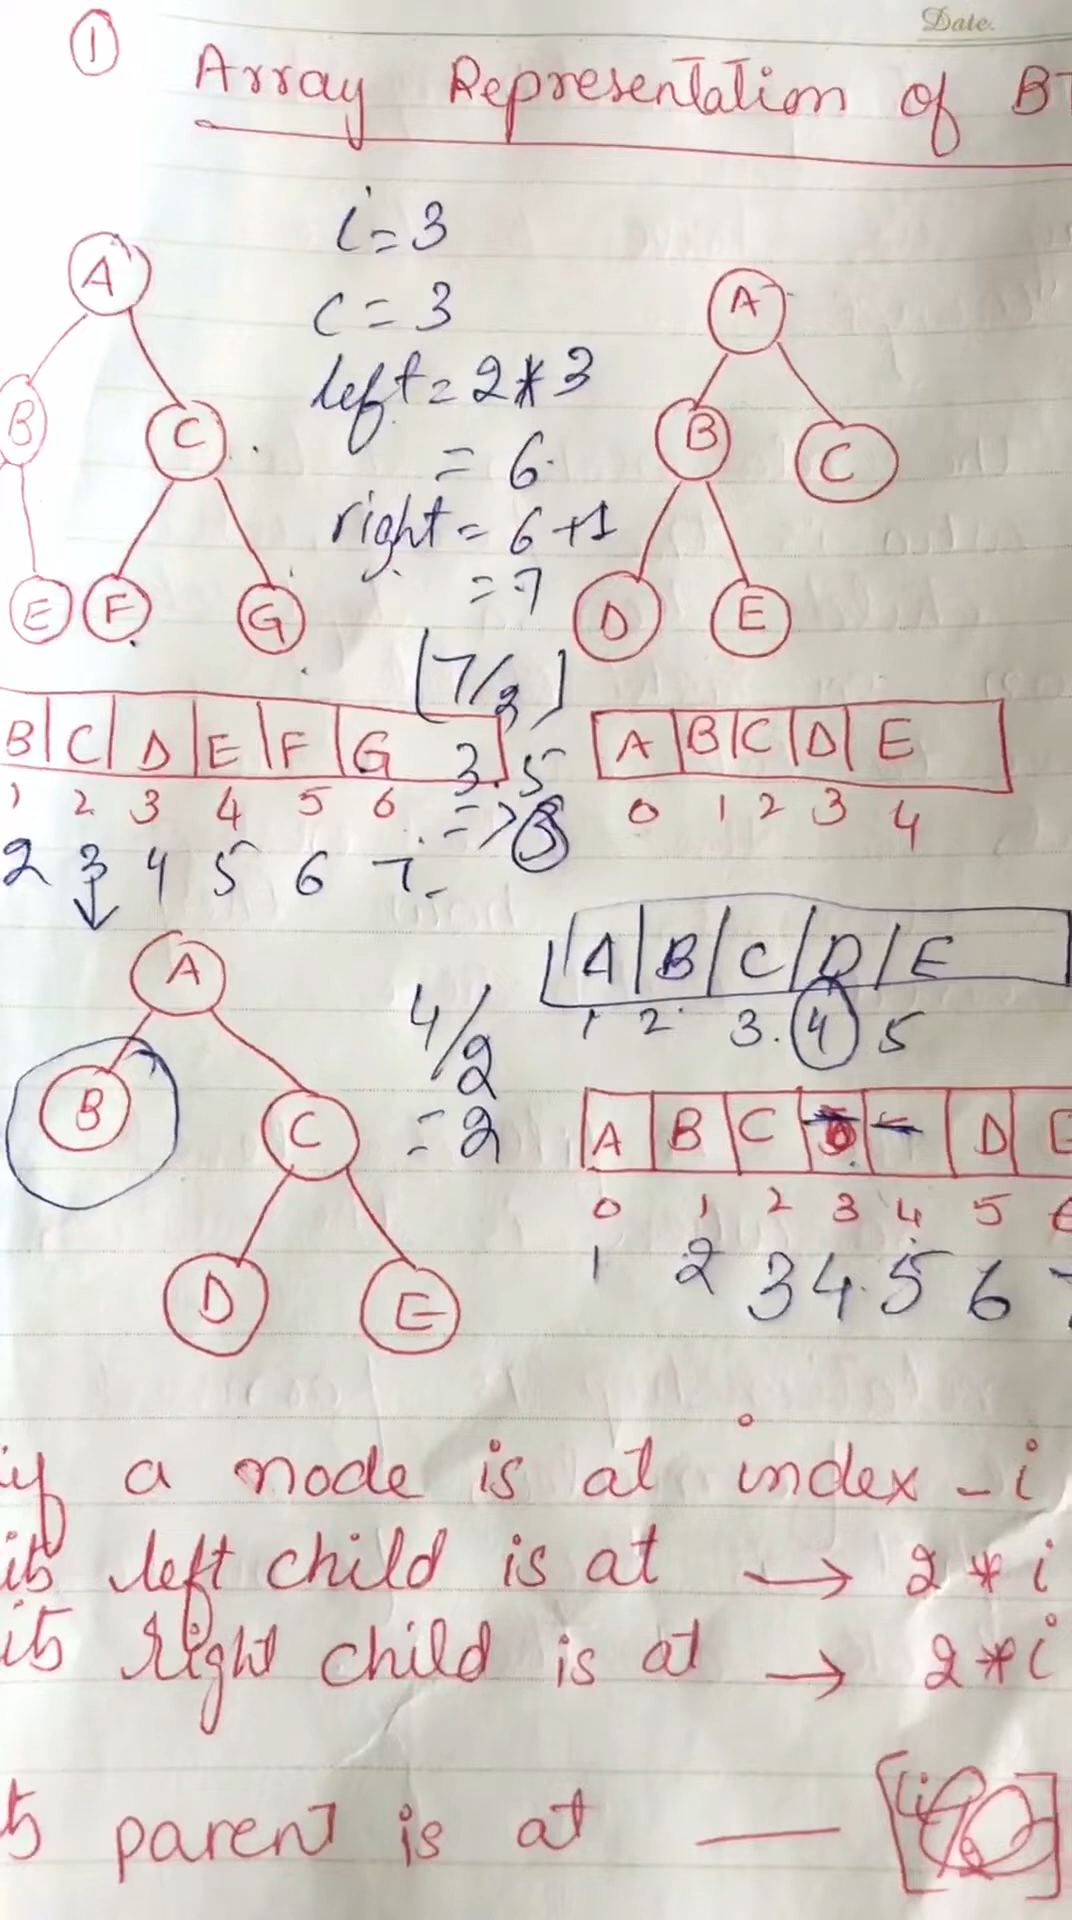 Date.
①
Array Representation of BT
i = 3
c = 3
left = 2 * 3
= 6
right = 6 + 1
= 7
A
B
C
E
F
G
A
B
C
D
E
[7/2]
3.5
=> 3
B C D E F G
1 2 3 4 5 6
2 3 4 5 6 7
A B C D E
0 1 2 3 4
A B C D E
1 2 3. 4 5
A
B
C
D
E
4/2
= 2
A B C - - D E
0 1 2 3 4 5 6
1 2 3 4 5 6 7
if a node is at index - i
its left child is at → 2 * i
its right child is at → 2 * i
parent is at —